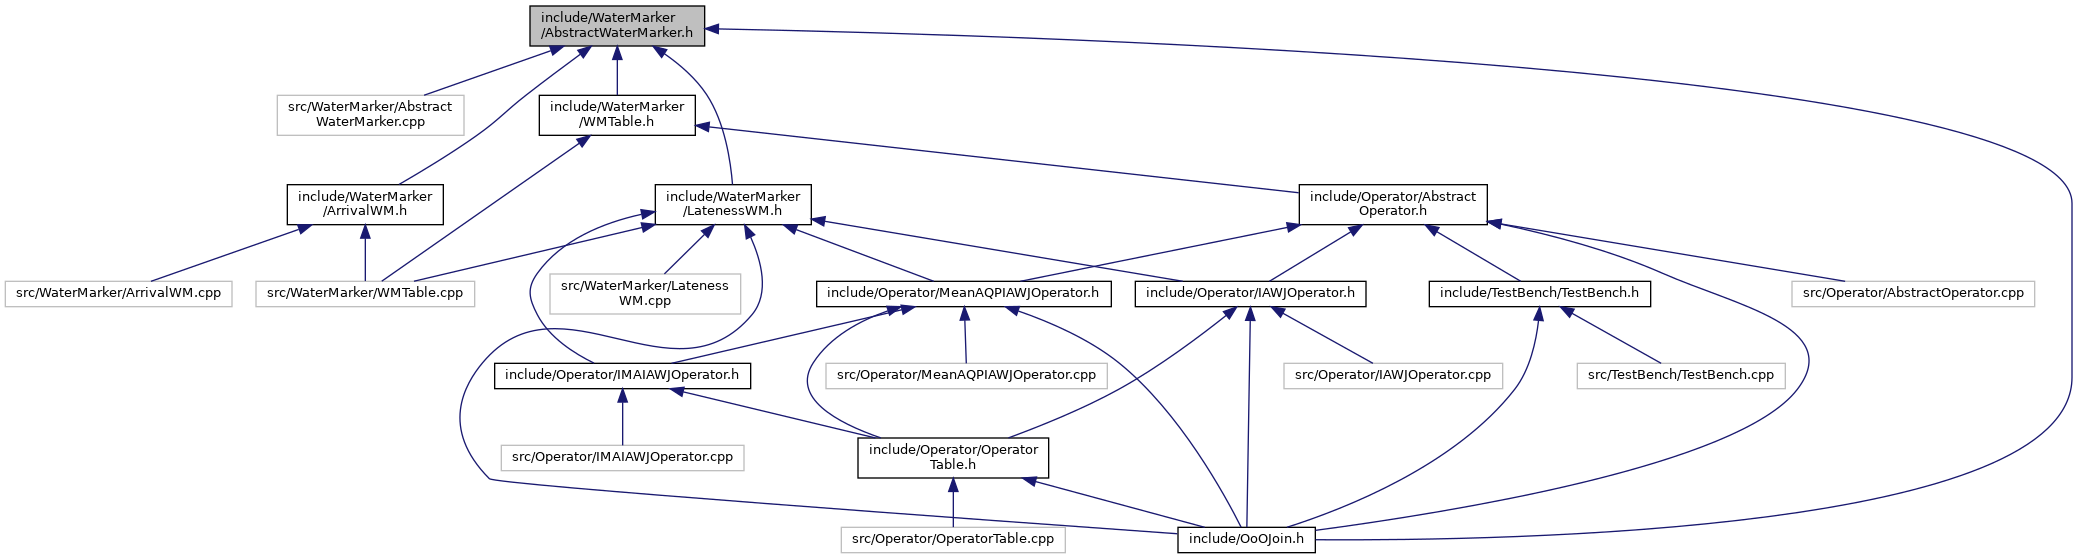 include/WaterMarker
/AbstractWaterMarker.h
src/WaterMarker/Abstract
WaterMarker.cpp
include/WaterMarker
/WMTable.h
include/WaterMarker
/ArrivalWM.h
include/WaterMarker
/LatenessWM.h
include/Operator/Abstract
Operator.h
src/WaterMarker/ArrivalWM.cpp
src/WaterMarker/WMTable.cpp
src/WaterMarker/Lateness
WM.cpp
include/Operator/MeanAQPIAWJOperator.h
include/Operator/IAWJOperator.h
include/TestBench/TestBench.h
src/Operator/AbstractOperator.cpp
include/Operator/IMAIAWJOperator.h
src/Operator/MeanAQPIAWJOperator.cpp
src/Operator/IAWJOperator.cpp
src/TestBench/TestBench.cpp
src/Operator/IMAIAWJOperator.cpp
include/Operator/Operator
Table.h
src/Operator/OperatorTable.cpp
include/OoOJoin.h